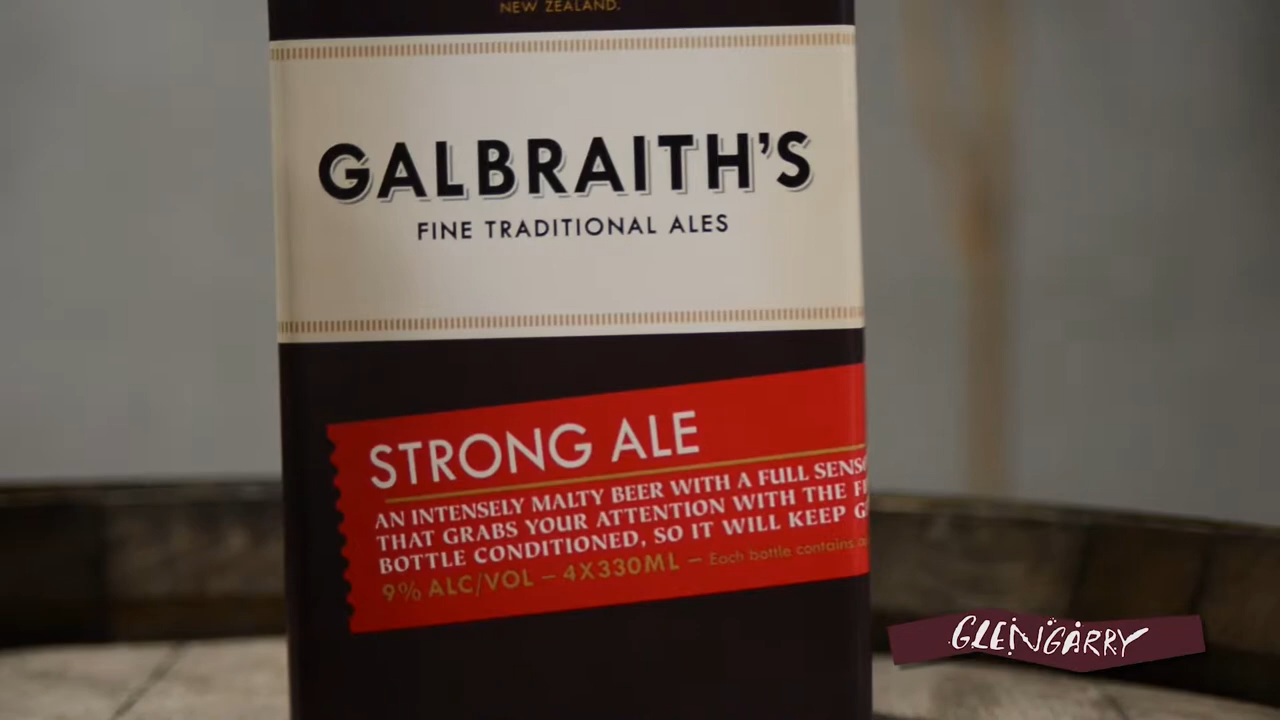 NEW ZEALAND.
GALBRAITH'S
FINE TRADITIONAL ALES
STRONG ALE
AN INTENSELY MALTY BEER WITH A FULL
THAT GRABS YOUR ATTENTION WITH THE
BOTTLE CONDITIONED, SO IT WILL KEEP
9% ALC/VOL – 4X330ML – Each bottle contains
GLENGARRY